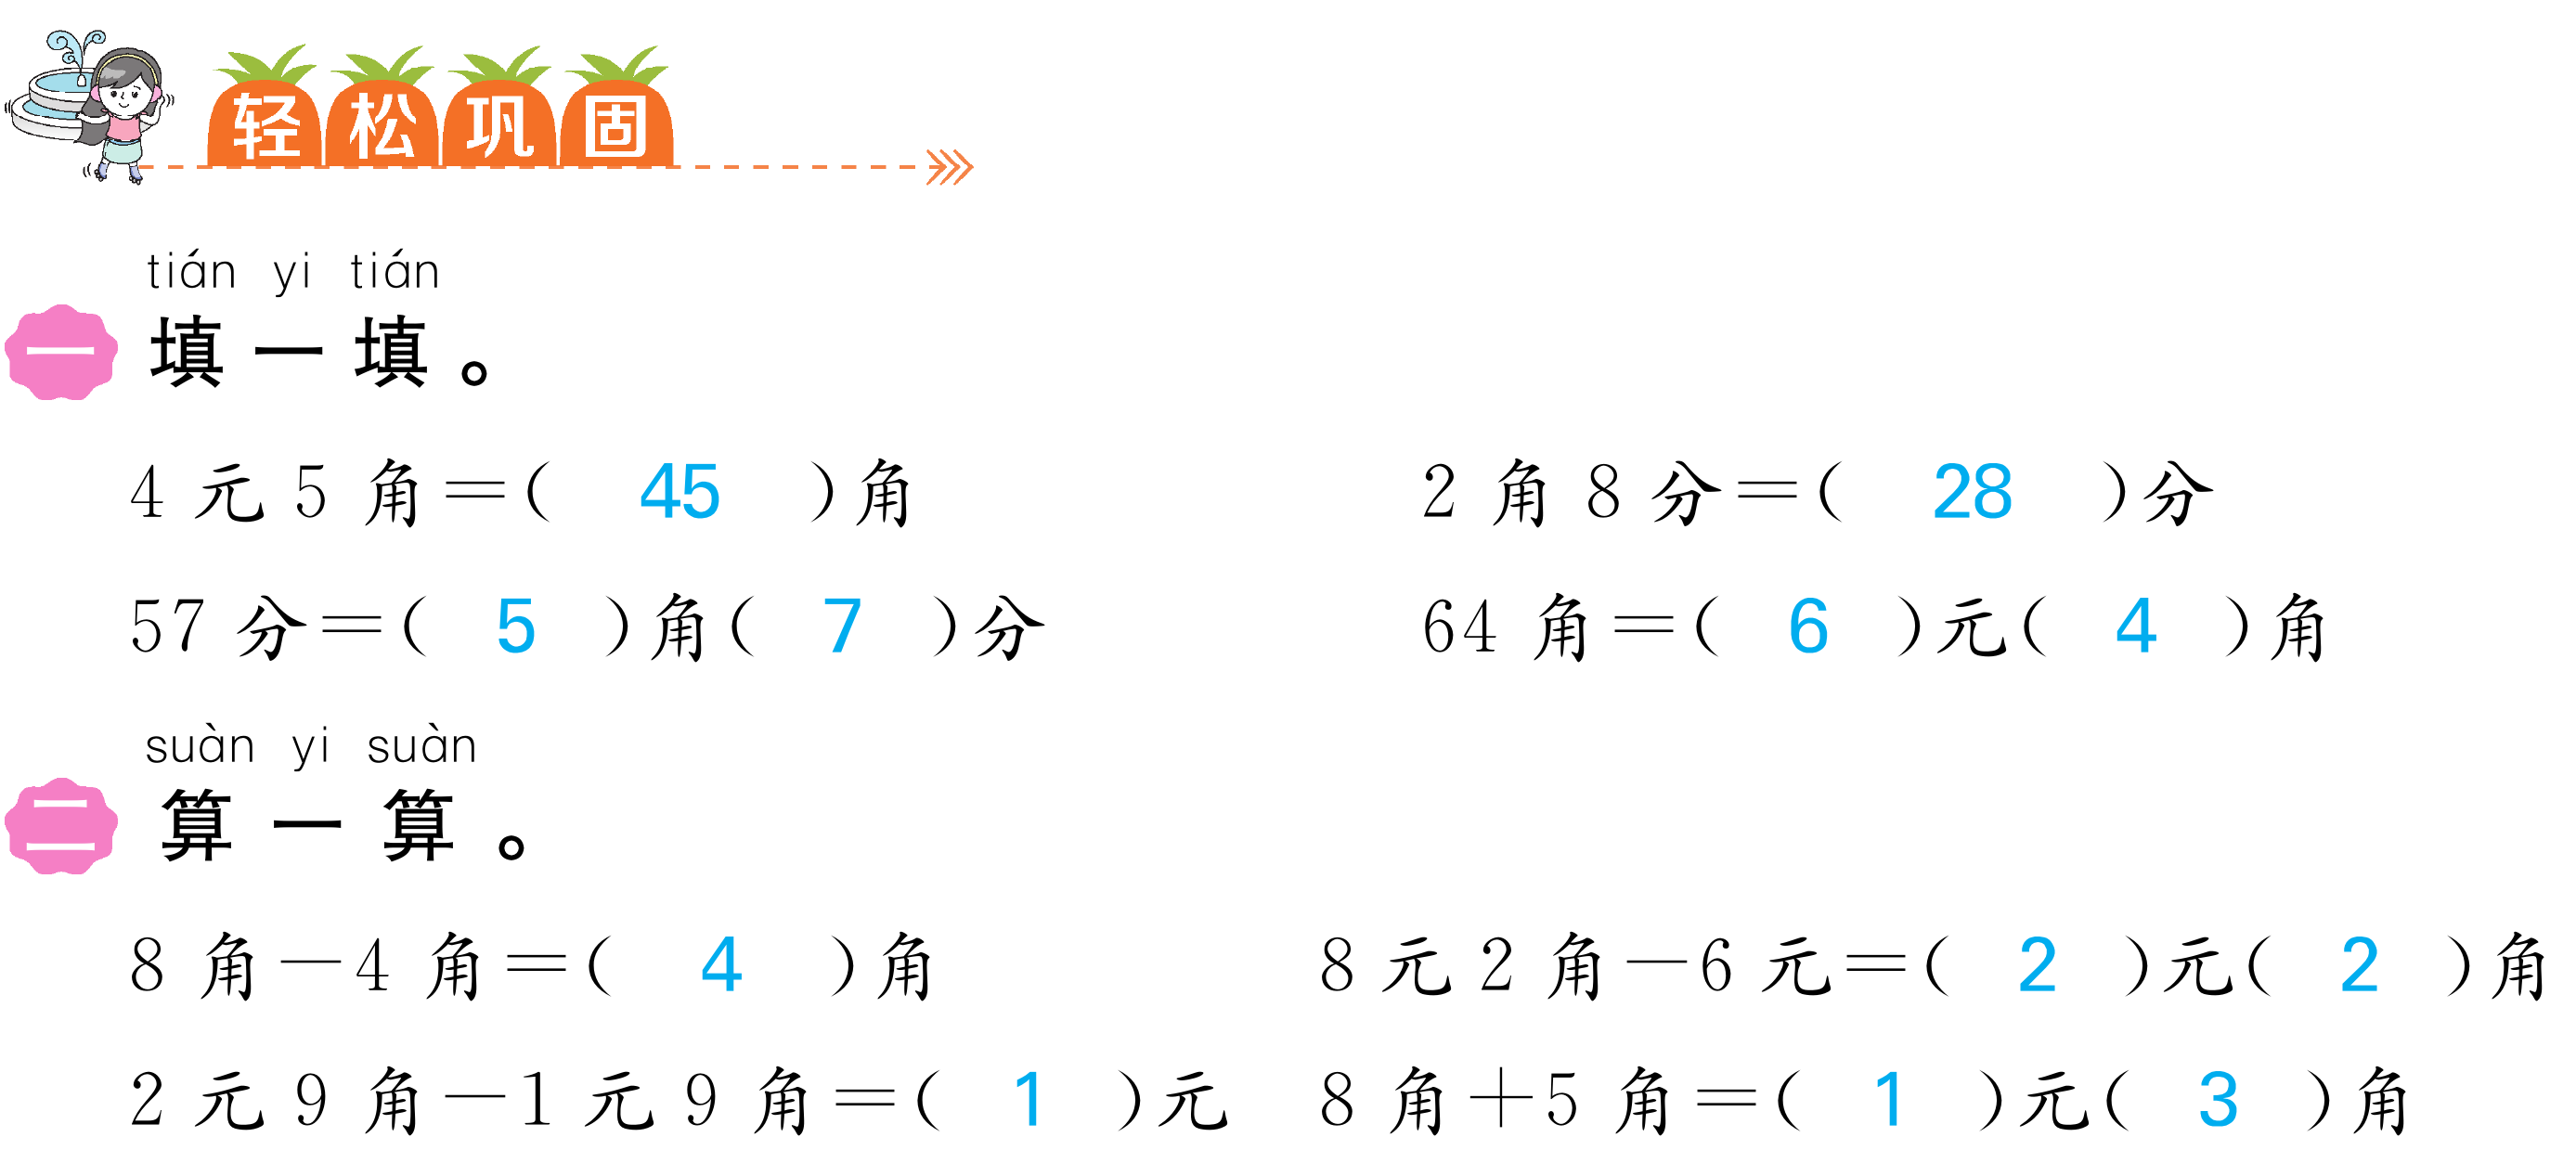 轻松巩固
tián yi tián
一 填一填。
4元5角=( 45 )角 2角8分=( 28 )分
57分=( 5 )角( 7 )分 64角=( 6 )元( 4 )角
suàn yi suàn
二 算一算。
8角-4角=( 4 )角 8元2角-6元=( 2 )元( 2 )角
2元9角-1元9角=( 1 )元 8角+5角=( 1 )元( 3 )角